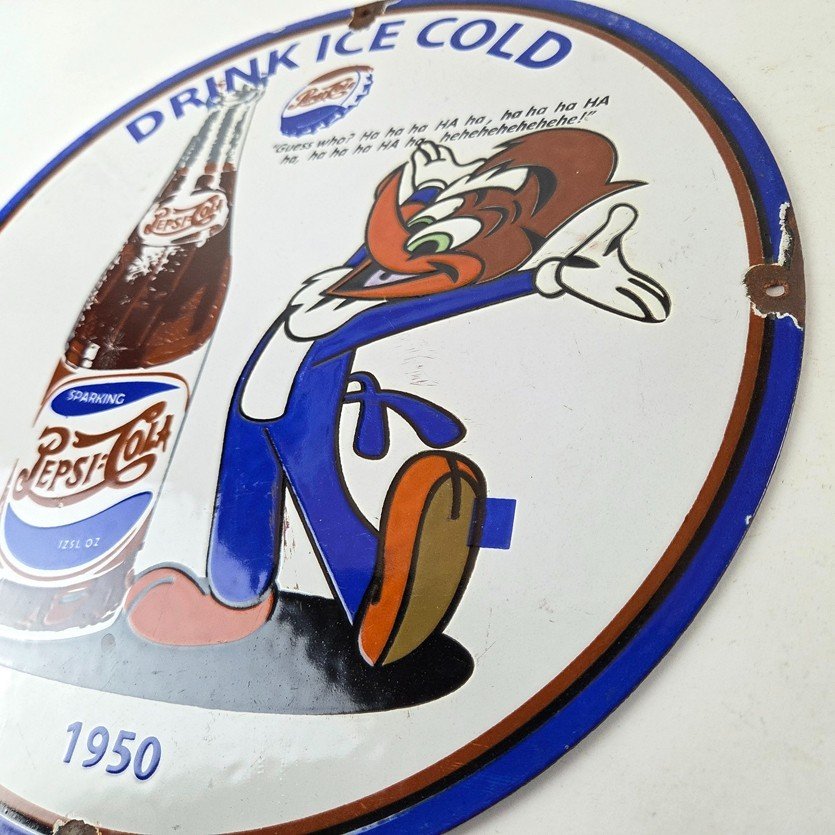 DRINK ICE COLD
Pepsi-Cola
"Guess who? Ha ha ha HA ha, ha ha ha HA
ha, ha ha ha HA ha, hehehehehehehe!"
PEPSI-COLA
SPARKING
PEPSI-COLA
12 FL OZ
1950